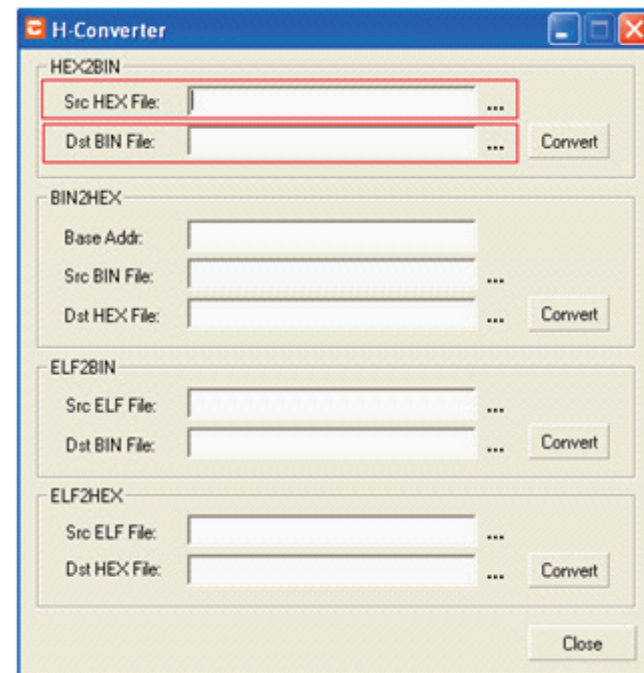 H-Converter
HEX2BIN
Src HEX File: ...
Dst BIN File: ... Convert
BIN2HEX
Base Addr:
Src BIN File: ...
Dst HEX File: ... Convert
ELF2BIN
Src ELF File: ...
Dst BIN File: ... Convert
ELF2HEX
Src ELF File: ...
Dst HEX File: ... Convert
Close